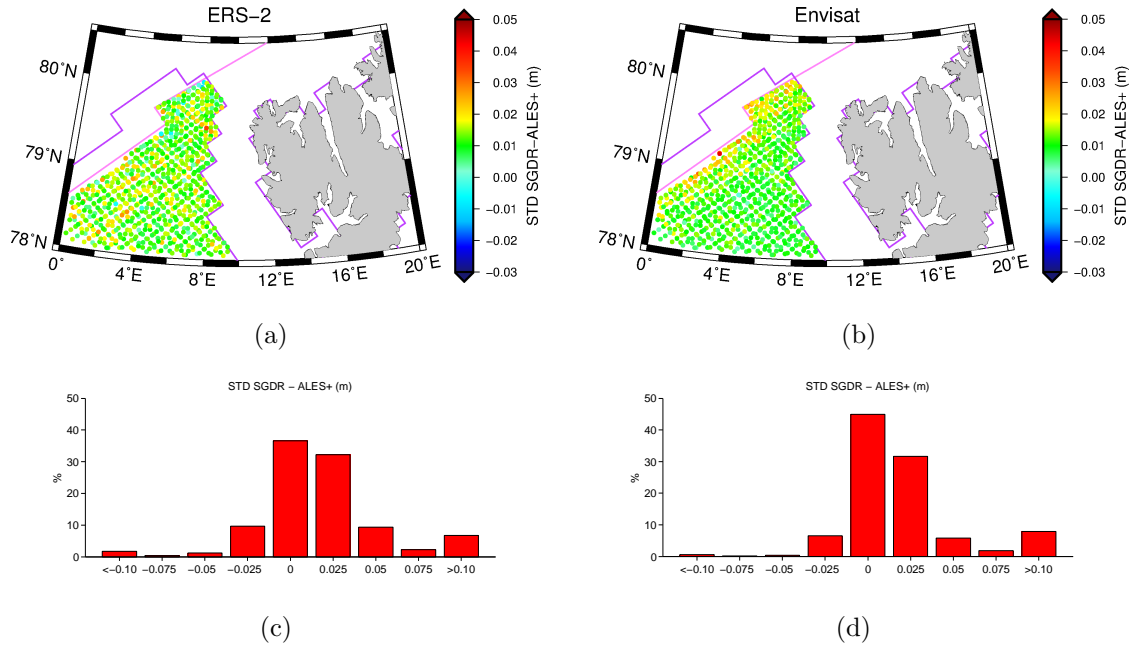 ERS−2
Envisat
80˚N
79˚N
78˚N
0˚
4˚E
8˚E
12˚E
16˚E
20˚E
0.05
0.04
0.03
0.02
0.01
0.00
−0.01
−0.02
−0.03
STD SGDR−ALES+ (m)
80˚N
79˚N
78˚N
0˚
4˚E
8˚E
12˚E
16˚E
20˚E
0.05
0.04
0.03
0.02
0.01
0.00
−0.01
−0.02
−0.03
STD SGDR−ALES+ (m)
(a)
(b)
STD SGDR − ALES+ (m)
50
40
30
20
10
0
%
<−0.10 −0.075 −0.05 −0.025 0 0.025 0.05 0.075 >0.10
STD SGDR − ALES+ (m)
50
40
30
20
10
0
%
<−0.10 −0.075 −0.05 −0.025 0 0.025 0.05 0.075 >0.10
(c)
(d)